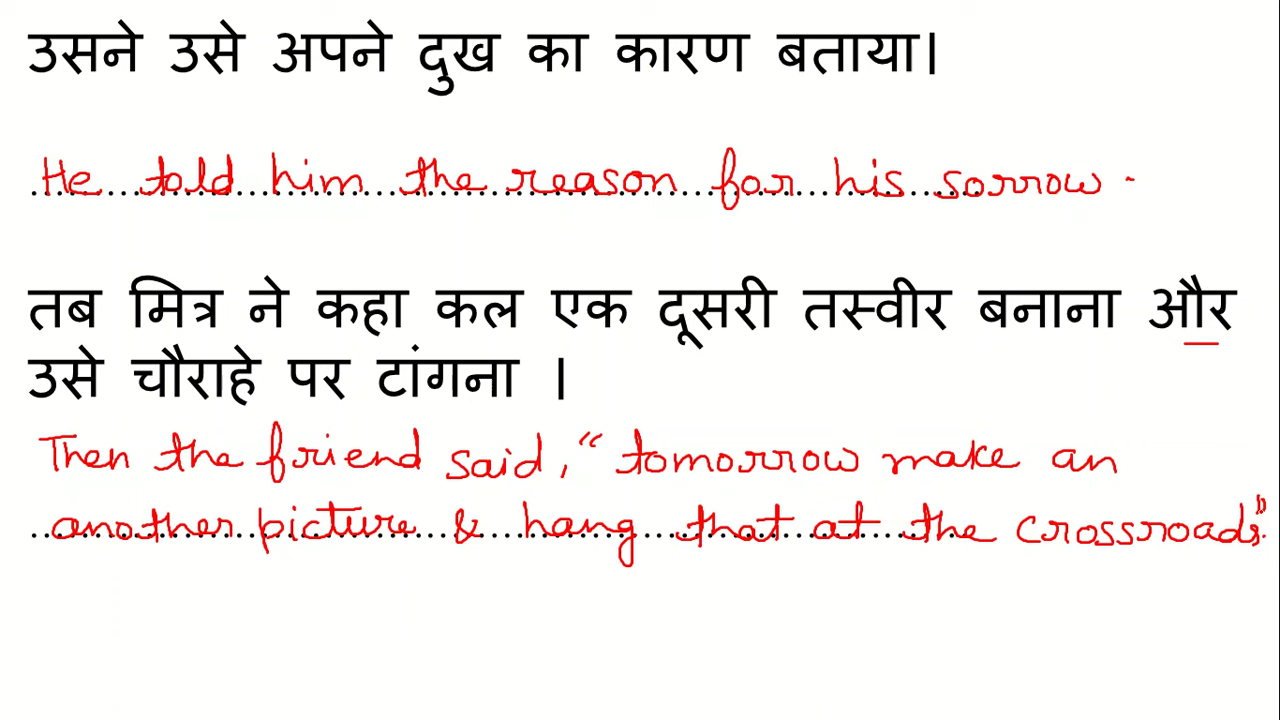 उसने उसे अपने दुख का कारण बताया।
He told him the reason for his sorrow.
तब मित्र ने कहा कल एक दूसरी तस्वीर बनाना और
उसे चौराहे पर टांगना ।
Then the friend said, “tomorrow make an
another picture & hang that at the crossroads.”